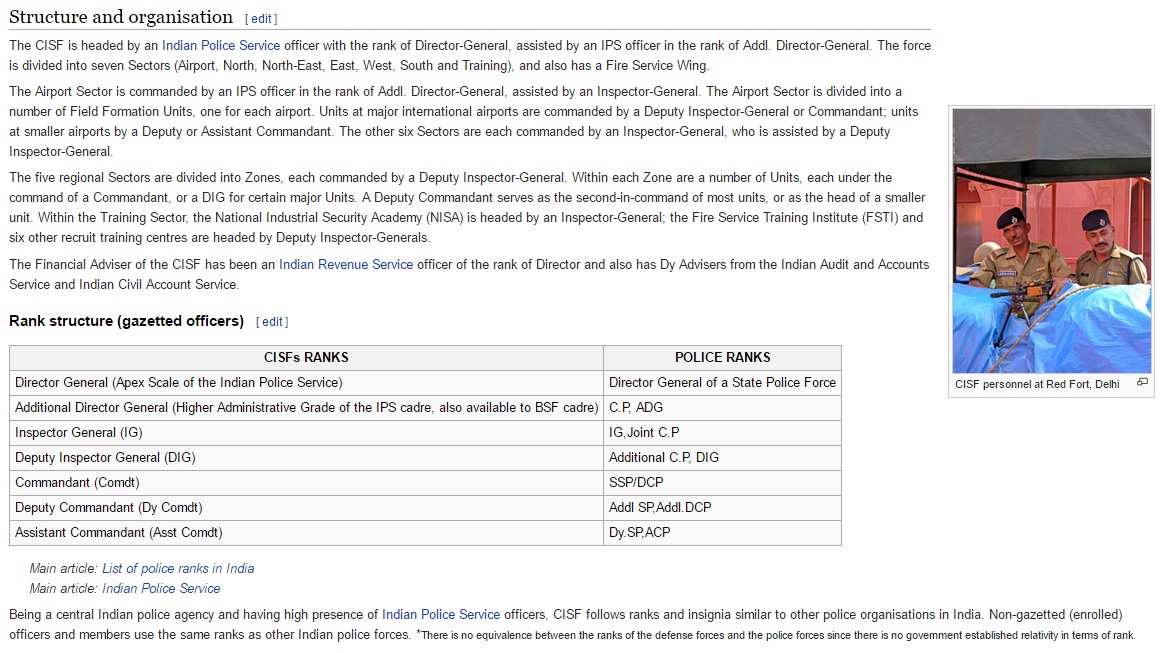 Structure and organisation [ edit ]
The CISF is headed by an Indian Police Service officer with the rank of Director-General, assisted by an IPS officer in the rank of Addl. Director-General. The force
is divided into seven Sectors (Airport, North, North-East, East, West, South and Training), and also has a Fire Service Wing.
The Airport Sector is commanded by an IPS officer in the rank of Addl. Director-General, assisted by an Inspector-General. The Airport Sector is divided into a
number of Field Formation Units, one for each airport. Units at major international airports are commanded by a Deputy Inspector-General or Commandant; units
at smaller airports by a Deputy or Assistant Commandant. The other six Sectors are each commanded by an Inspector-General, who is assisted by a Deputy
Inspector-General.
The five regional Sectors are divided into Zones, each commanded by a Deputy Inspector-General. Within each Zone are a number of Units, each under the
command of a Commandant, or a DIG for certain major Units. A Deputy Commandant serves as the second-in-command of most units, or as the head of a smaller
unit. Within the Training Sector, the National Industrial Security Academy (NISA) is headed by an Inspector-General; the Fire Service Training Institute (FSTI) and
six other recruit training centres are headed by Deputy Inspector-Generals.
The Financial Adviser of the CISF has been an Indian Revenue Service officer of the rank of Director and also has Dy Advisers from the Indian Audit and Accounts
Service and Indian Civil Account Service.
CISF personnel at Red Fort, Delhi
Rank structure (gazetted officers) [ edit ]
CISFs RANKS POLICE RANKS
Director General (Apex Scale of the Indian Police Service) Director General of a State Police Force
Additional Director General (Higher Administrative Grade of the IPS cadre, also available to BSF cadre) C.P, ADG
Inspector General (IG) IG,Joint C.P
Deputy Inspector General (DIG) Additional C.P, DIG
Commandant (Comdt) SSP/DCP
Deputy Commandant (Dy Comdt) Addl SP,Addl.DCP
Assistant Commandant (Asst Comdt) Dy.SP,ACP
Main article: List of police ranks in India
Main article: Indian Police Service
Being a central Indian police agency and having high presence of Indian Police Service officers, CISF follows ranks and insignia similar to other police organisations in India. Non-gazetted (enrolled)
officers and members use the same ranks as other Indian police forces. *There is no equivalence between the ranks of the defense forces and the police forces since there is no government established relativity in terms of rank.